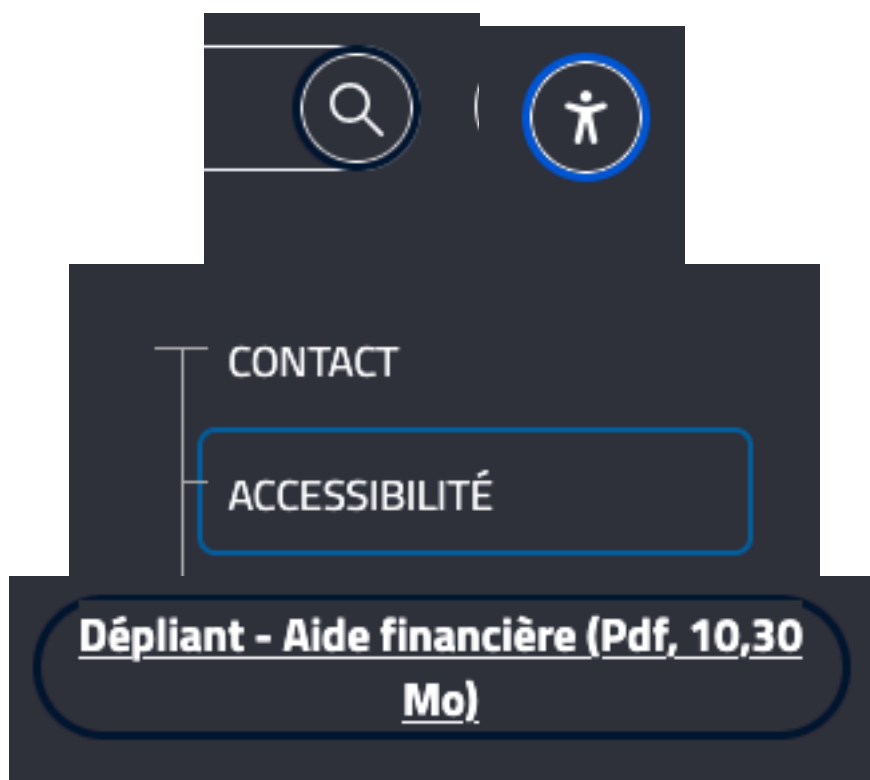 CONTACT
ACCESSIBILITÉ
Dépliant - Aide financière (Pdf, 10,30
Mo)